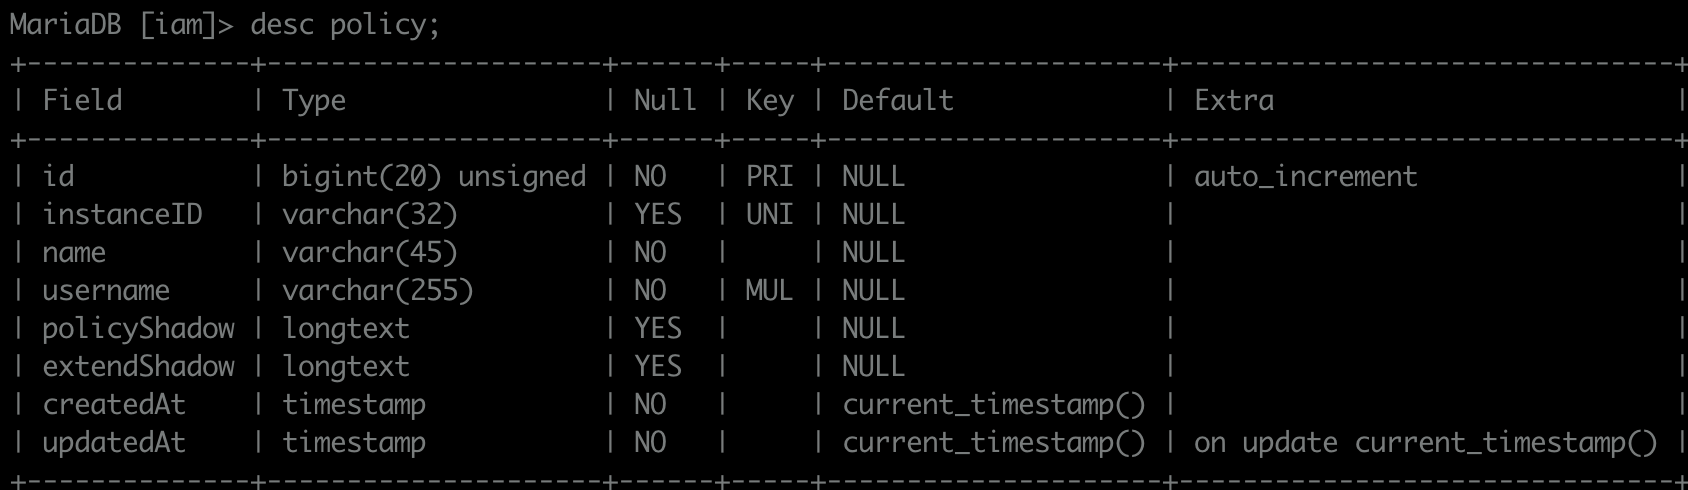 MariaDB [iam]> desc policy;
+--------------+---------------------+------+-----+---------------------+-------------------------------+
| Field        | Type                | Null | Key | Default             | Extra                         |
+--------------+---------------------+------+-----+---------------------+-------------------------------+
| id           | bigint(20) unsigned | NO   | PRI | NULL                | auto_increment                |
| instanceID   | varchar(32)         | YES  | UNI | NULL                |                               |
| name         | varchar(45)         | NO   |     | NULL                |                               |
| username     | varchar(255)        | NO   | MUL | NULL                |                               |
| policyShadow | longtext            | YES  |     | NULL                |                               |
| extendShadow | longtext            | YES  |     | NULL                |                               |
| createdAt    | timestamp           | NO   |     | current_timestamp() |                               |
| updatedAt    | timestamp           | NO   |     | current_timestamp() | on update current_timestamp() |
+--------------+---------------------+------+-----+---------------------+-------------------------------+